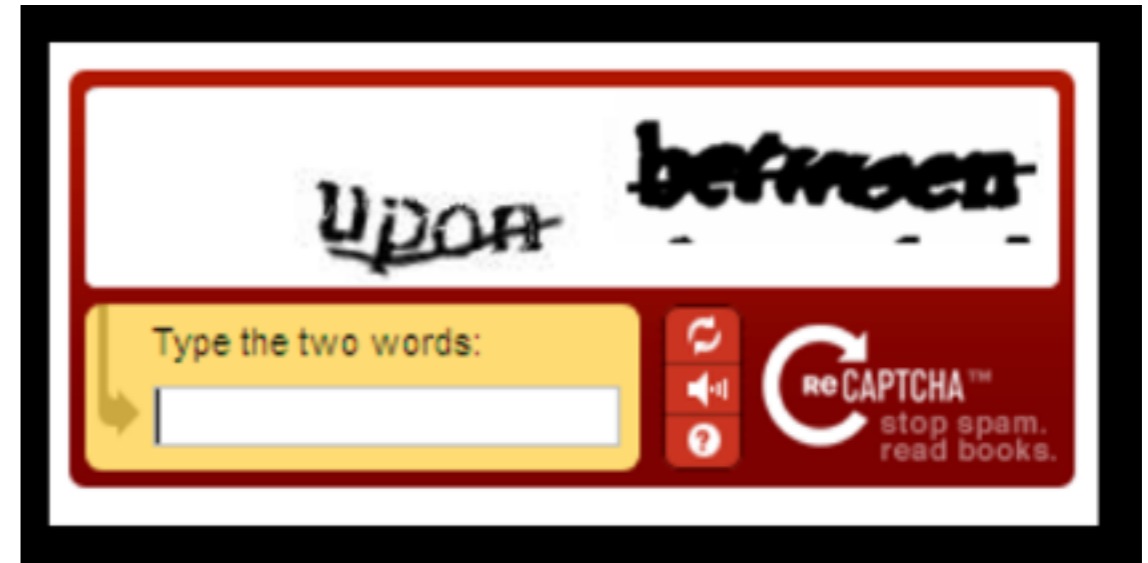 upon between
Type the two words:
ReCAPTCHA™
stop spam.
read books.